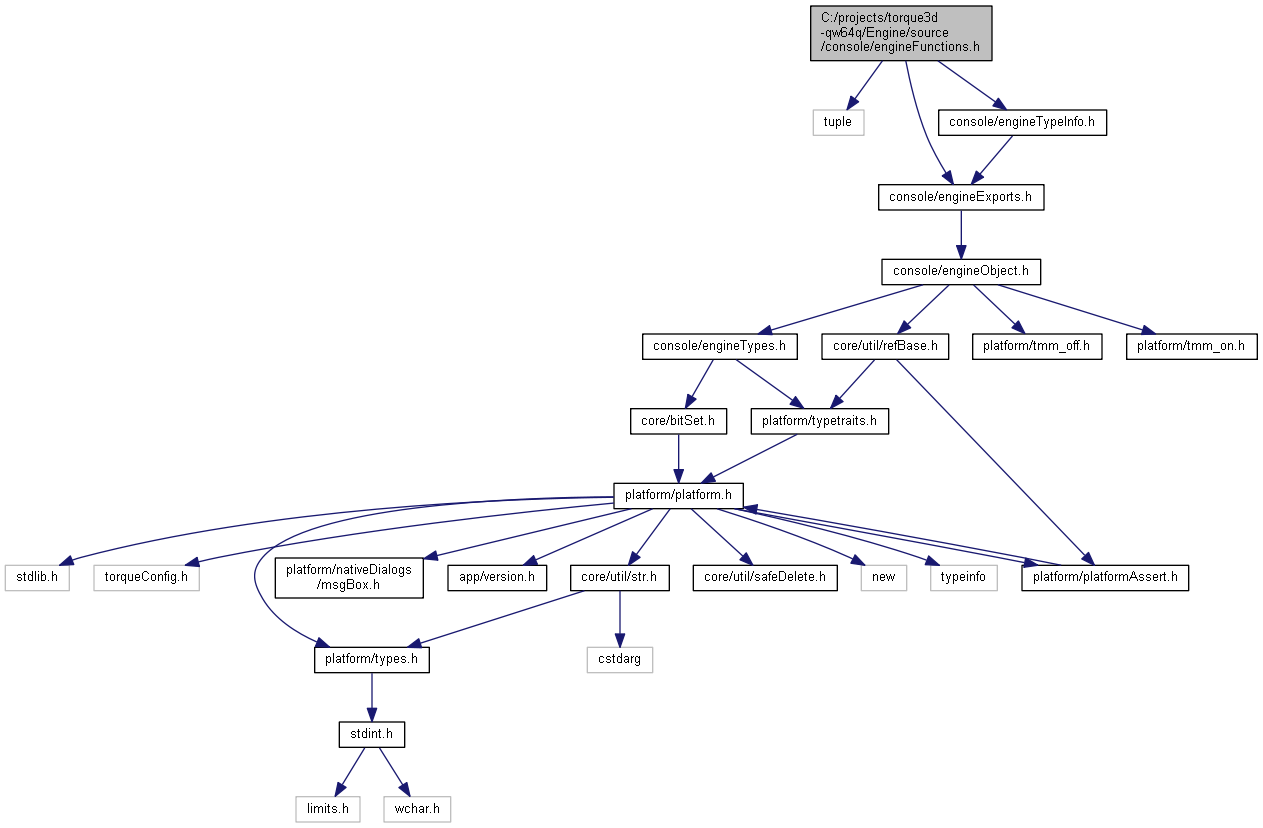 C:/projects/torque3d
-qw64q/Engine/source
/console/engineFunctions.h
tuple
console/engineTypeInfo.h
console/engineExports.h
console/engineObject.h
console/engineTypes.h
core/util/refBase.h
platform/tmm_off.h
platform/tmm_on.h
core/bitSet.h
platform/typetraits.h
platform/platform.h
stdlib.h
torqueConfig.h
platform/nativeDialogs
/msgBox.h
app/version.h
core/util/str.h
core/util/safeDelete.h
new
typeinfo
platform/platformAssert.h
platform/types.h
cstdarg
stdint.h
limits.h
wchar.h